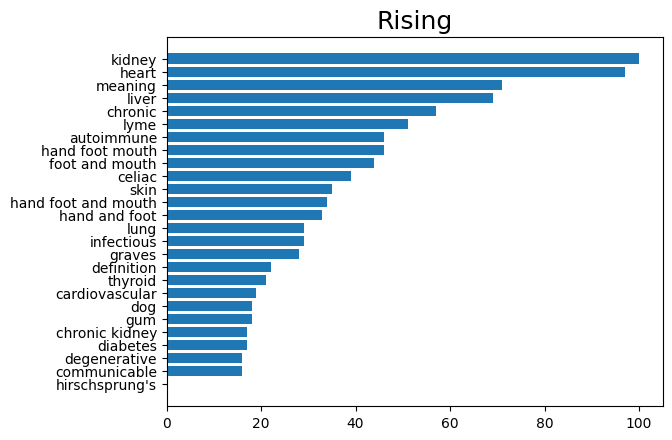 Rising
kidney
heart
meaning
liver
chronic
lyme
autoimmune
hand foot mouth
foot and mouth
celiac
skin
hand foot and mouth
hand and foot
lung
infectious
graves
definition
thyroid
cardiovascular
dog
gum
chronic kidney
diabetes
degenerative
communicable
hirschsprung's
0 20 40 60 80 100